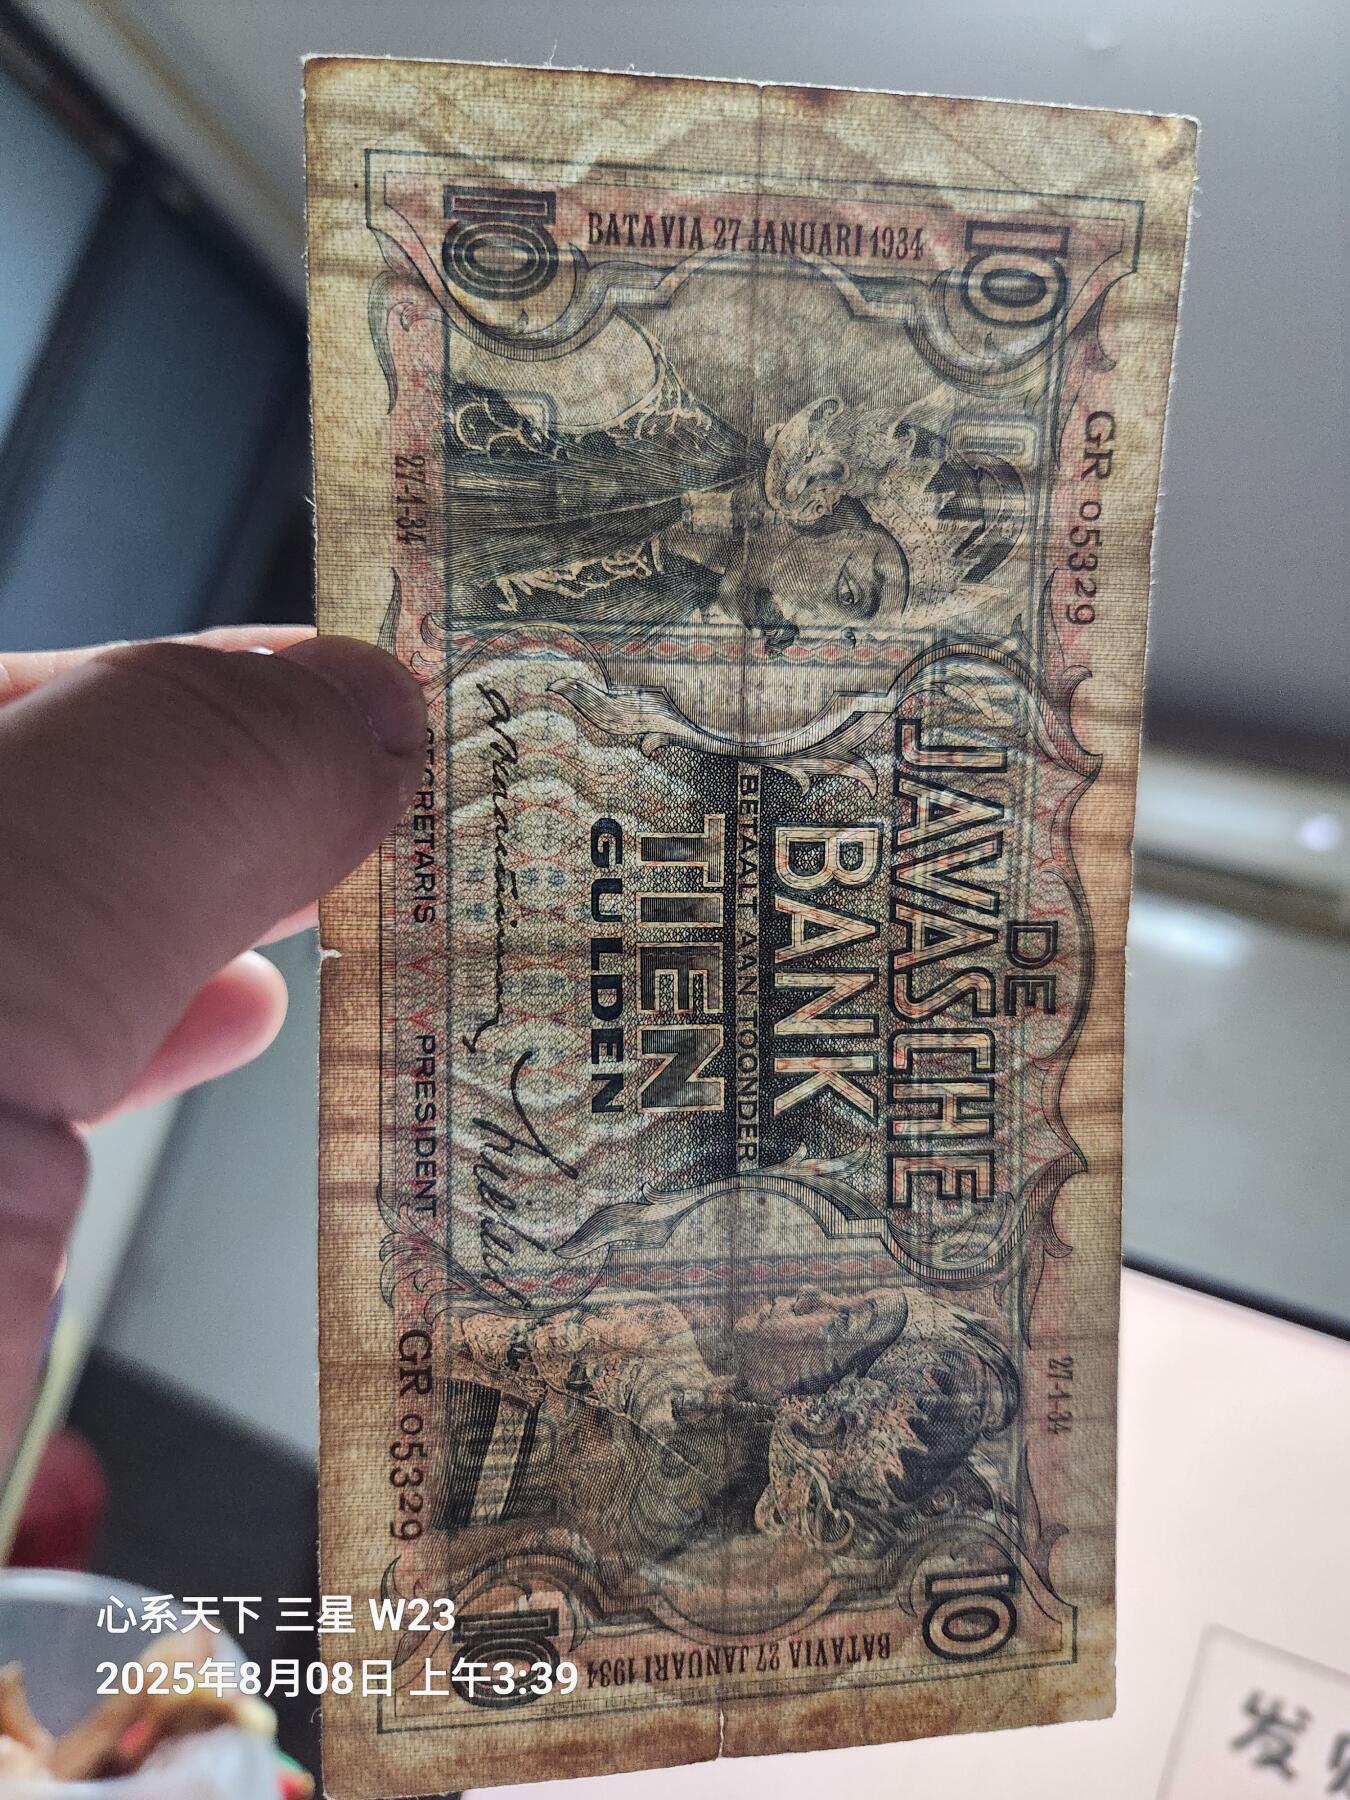 BATAVIA 27 JANUARI 1934
10
10
GR 05329
27-1-34
DE
JAVASCHE
BANK
BETAALT AAN TOONDER
TIEN
GULDEN
SECRETARIS
PRESIDENT
27-1-34
GR 05329
10
10
BATAVIA 27 JANUARI 1934
心系天下 三星 W23
2025年8月08日 上午3:39
发